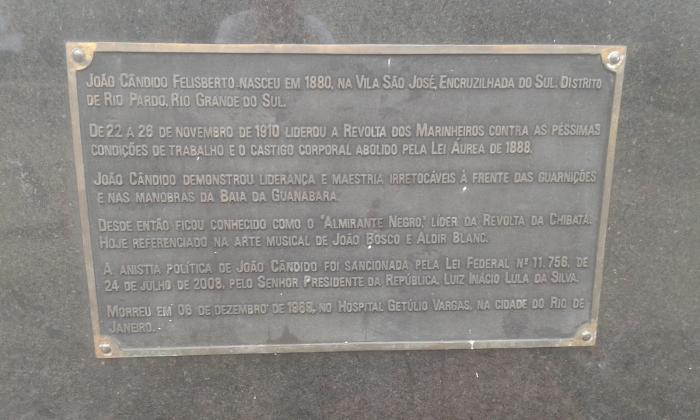 João Cândido Felisberto nasceu em 1880, na Vila São José, Encruzilhada do Sul. Distrito
de Rio Pardo, Rio Grande do Sul.
De 22 a 26 de novembro de 1910 liderou a Revolta dos Marinheiros contra as péssimas
condições de trabalho e o castigo corporal abolido pela Lei Áurea de 1888.
João Cândido demonstrou liderança e maestria irretocáveis à frente das guarnições
e nas manobras da Baia da Guanabara.
Desde então ficou conhecido como o "Almirante Negro," líder da Revolta da Chibata.
Hoje referenciado na arte musical de João Bosco e Aldir Blanc.
A anistia política de João Cândido foi sancionada pela Lei Federal Nº 11.756, de
24 de julho de 2008, pelo Senhor Presidente da República, Luiz Inácio Lula da Silva.
Morreu em 06 de dezembro de 1969, no Hospital Getúlio Vargas, na cidade do Rio de
Janeiro.